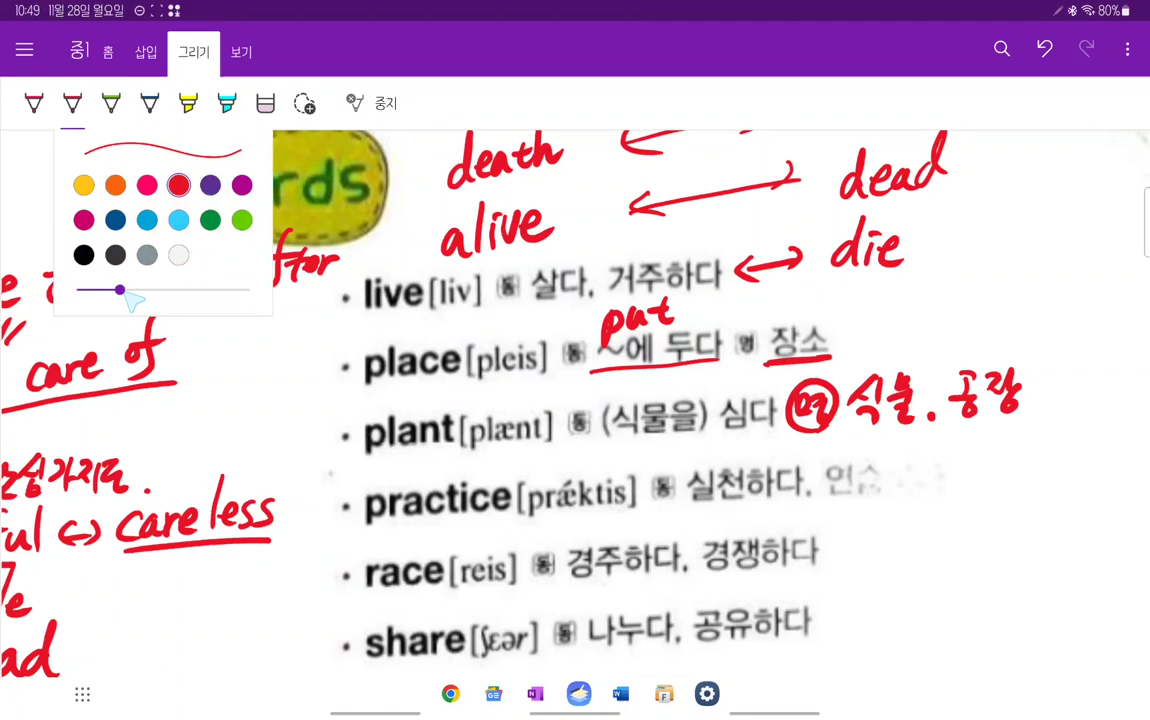 10:49 11월 28일 월요일 80%
중1 홈 삽입 그리기 보기
중지
rds
death
dead
alive
die
live[liv] 동 살다, 거주하다
put
place[pleis] 동 ~에 두다 명 장소
care of
plant[plænt] 동 (식물을) 심다 명 식물. 공장
practice[prǽktis] 동 실천하다, 연습
ful ↔ careless
race[reis] 동 경주하다, 경쟁하다
share[ʃɛər] 동 나누다, 공유하다